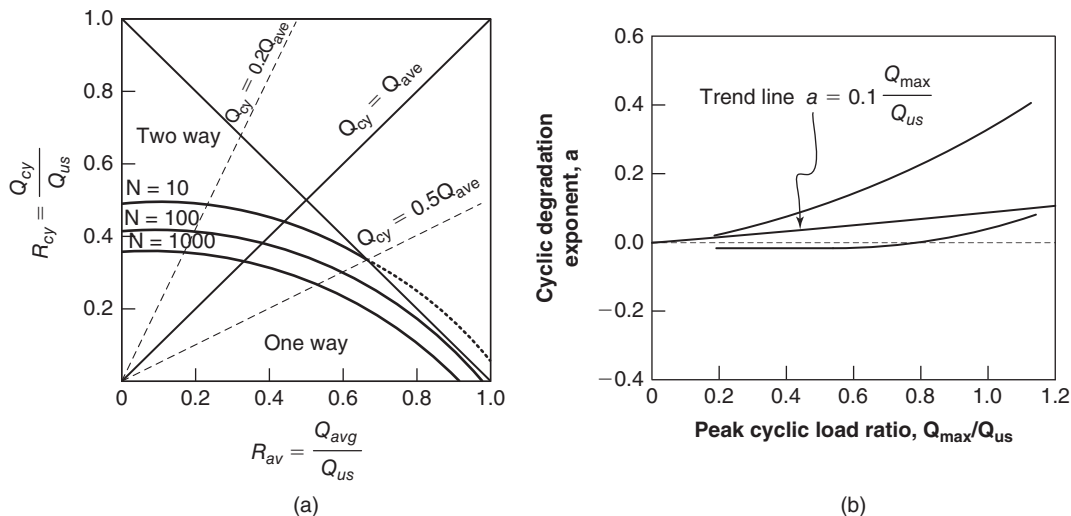 1.0
0.8
0.6
0.4
0.2
R_cy = Q_cy / Q_us
Q_cy = 0.2Q_ave
Q_cy = Q_ave
Q_cy = 0.5Q_ave
Two way
N = 10
N = 100
N = 1000
One way
0 0.2 0.4 0.6 0.8 1.0
R_av = Q_avg / Q_us
(a)
0.6
0.4
0.2
0.0
−0.2
−0.4
Cyclic degradation
exponent, a
Trend line a = 0.1 Q_max / Q_us
0 0.2 0.4 0.6 0.8 1.0 1.2
Peak cyclic load ratio, Q_max/Q_us
(b)